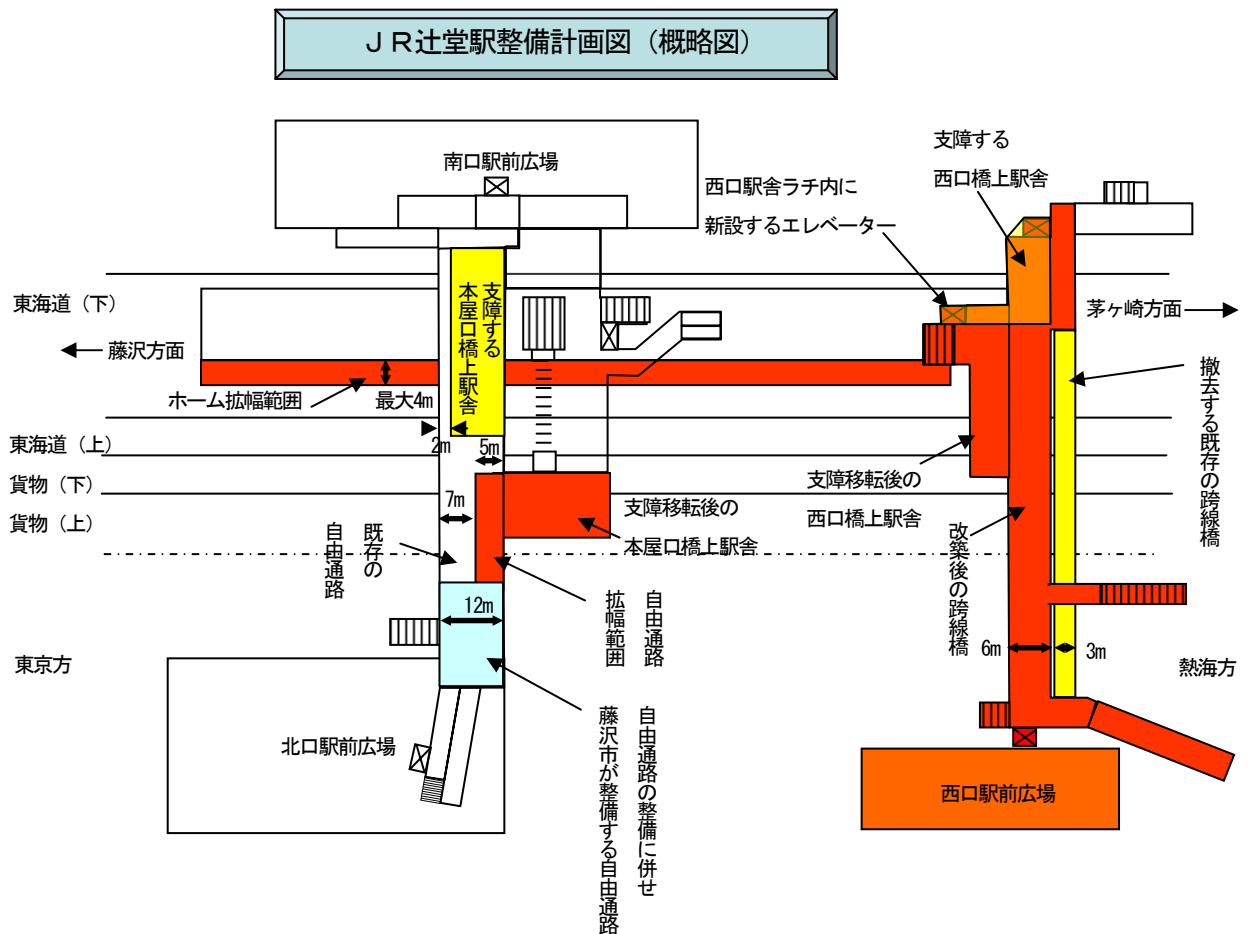 ＪＲ辻堂駅整備計画図（概略図）
南口駅前広場
支障する
西口橋上駅舎
西口駅舎ラチ内に
新設するエレベーター
東海道（下）
茅ヶ崎方面
藤沢方面
支障する
本屋口橋上駅舎
ホーム拡幅範囲
最大4m
撤去する既存の跨線橋
東海道（上）
2m
5m
貨物（下）
7m
貨物（上）
支障移転後の
本屋口橋上駅舎
支障移転後の
西口橋上駅舎
既存の
自由通路
改築後の跨線橋
12m
自由通路
拡幅範囲
東京方
6m
3m
熱海方
北口駅前広場
自由通路の整備に併せ
藤沢市が整備する自由通路
西口駅前広場